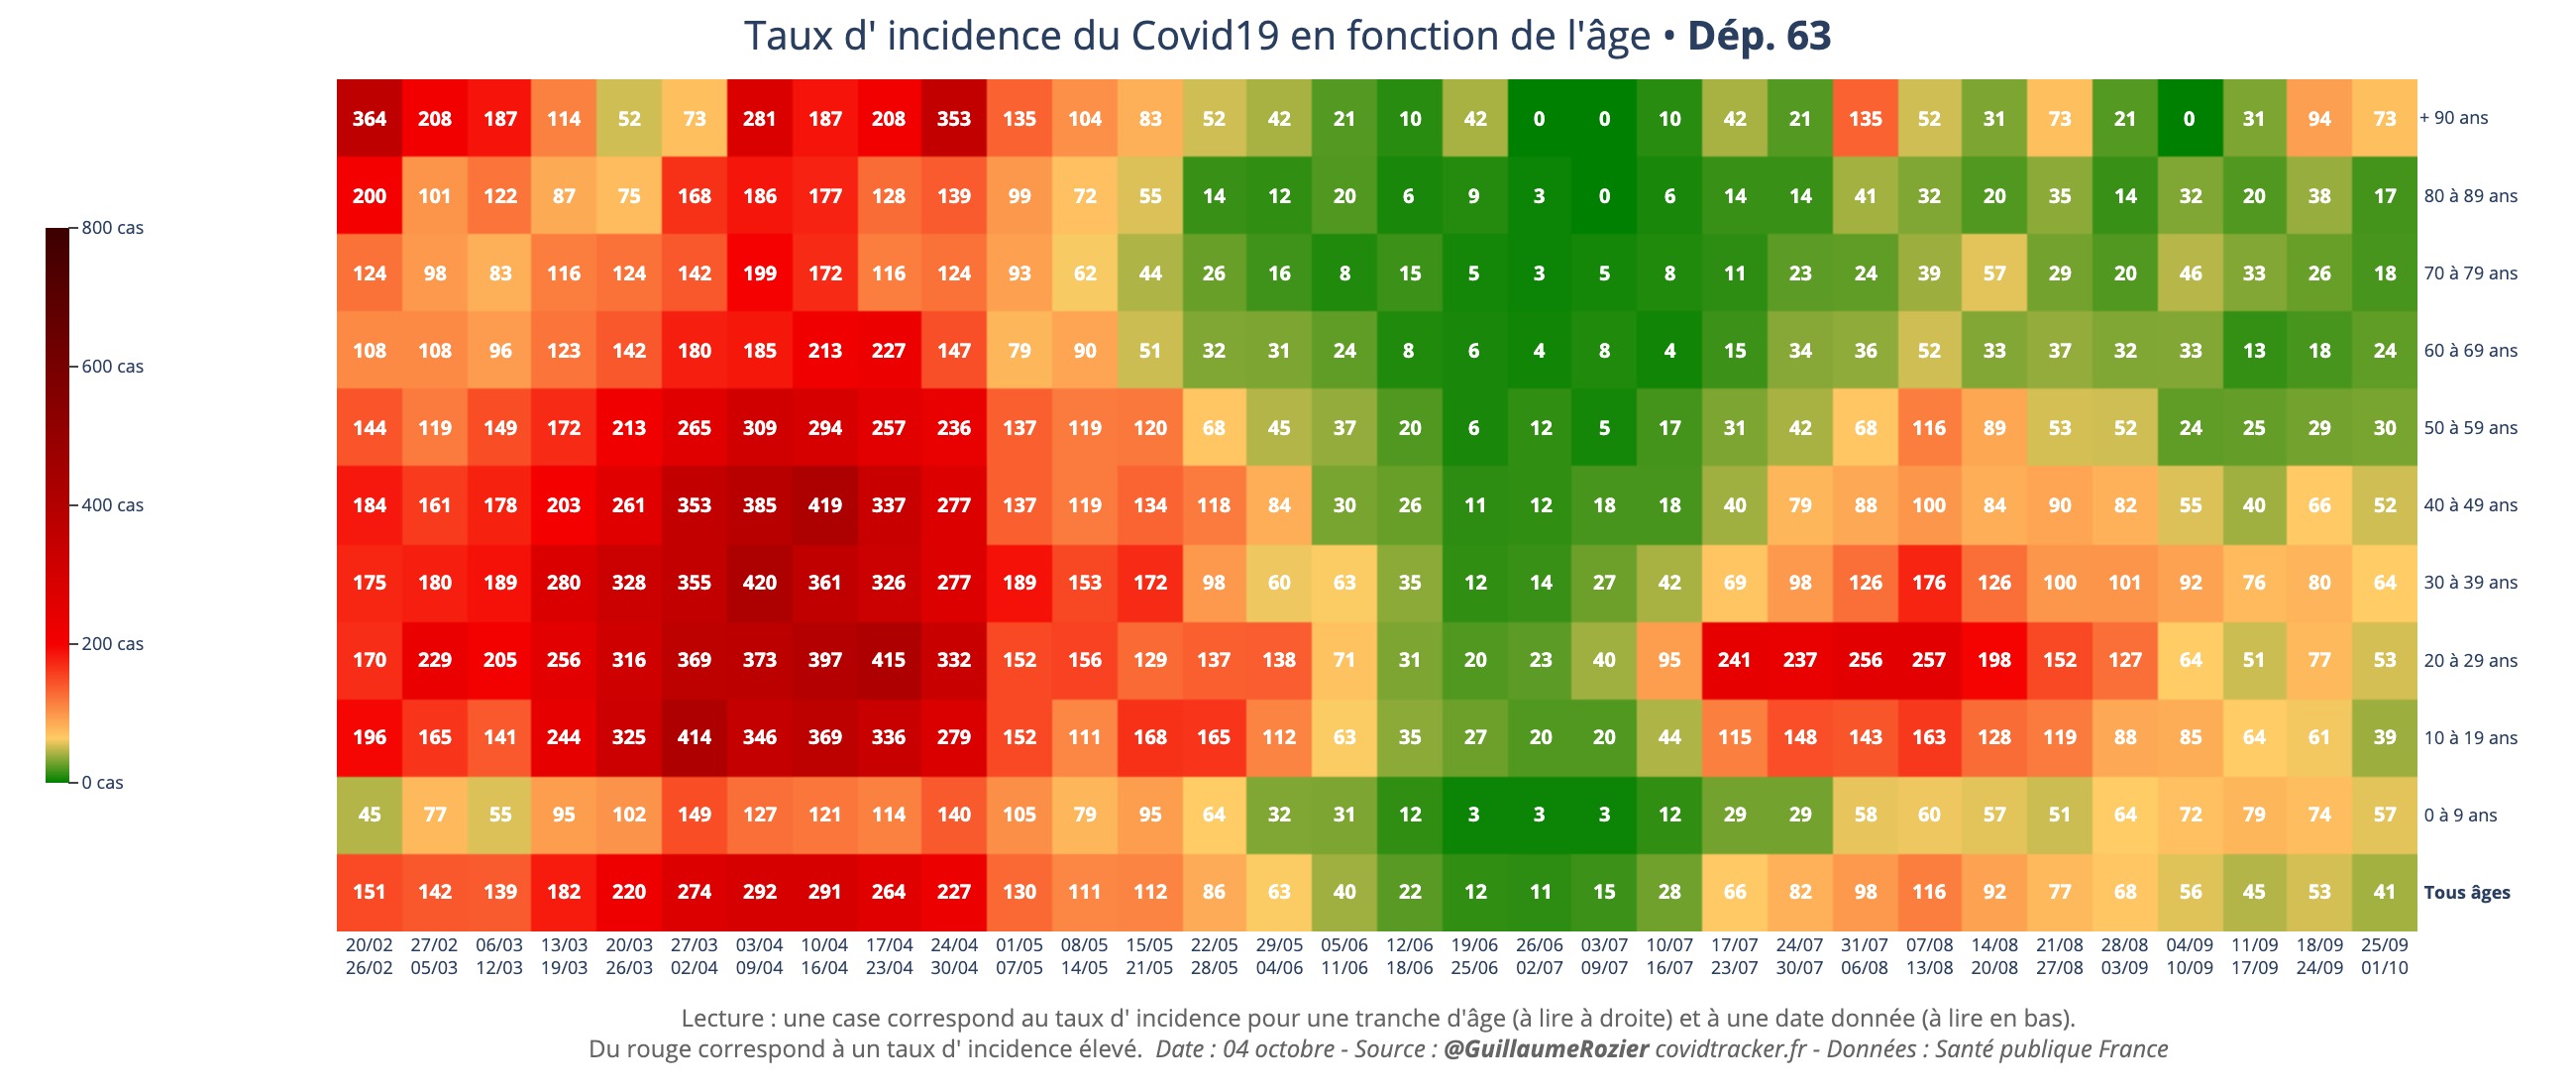 Taux d' incidence du Covid19 en fonction de l'âge • Dép. 63
364 208 187 114 52 73 281 187 208 353 135 104 83 52 42 21 10 42 0 0 10 42 21 135 52 31 73 21 0 31 94 73 + 90 ans
200 101 122 87 75 168 186 177 128 139 99 72 55 14 12 20 6 9 3 0 6 14 14 41 32 20 35 14 32 20 38 17 80 à 89 ans
800 cas
124 98 83 116 124 142 199 172 116 124 93 62 44 26 16 8 15 5 3 5 8 11 23 24 39 57 29 20 46 33 26 18 70 à 79 ans
108 108 96 123 142 180 185 213 227 147 79 90 51 32 31 24 8 6 4 8 4 15 34 36 52 33 37 32 33 13 18 24 60 à 69 ans
600 cas
144 119 149 172 213 265 309 294 257 236 137 119 120 68 45 37 20 6 12 5 17 31 42 68 116 89 53 52 24 25 29 30 50 à 59 ans
400 cas
184 161 178 203 261 353 385 419 337 277 137 119 134 118 84 30 26 11 12 18 18 40 79 88 100 84 90 82 55 40 66 52 40 à 49 ans
175 180 189 280 328 355 420 361 326 277 189 153 172 98 60 63 35 12 14 27 42 69 98 126 176 126 100 101 92 76 80 64 30 à 39 ans
200 cas
170 229 205 256 316 369 373 397 415 332 152 156 129 137 138 71 31 20 23 40 95 241 237 256 257 198 152 127 64 51 77 53 20 à 29 ans
196 165 141 244 325 414 346 369 336 279 152 111 168 165 112 63 35 27 20 20 44 115 148 143 163 128 119 88 85 64 61 39 10 à 19 ans
0 cas
45 77 55 95 102 149 127 121 114 140 105 79 95 64 32 31 12 3 3 3 12 29 29 58 60 57 51 64 72 79 74 57 0 à 9 ans
151 142 139 182 220 274 292 291 264 227 130 111 112 86 63 40 22 12 11 15 28 66 82 98 116 92 77 68 56 45 53 41 Tous âges
20/02 27/02 06/03 13/03 20/03 27/03 03/04 10/04 17/04 24/04 01/05 08/05 15/05 22/05 29/05 05/06 12/06 19/06 26/06 03/07 10/07 17/07 24/07 31/07 07/08 14/08 21/08 28/08 04/09 11/09 18/09 25/09
26/02 05/03 12/03 19/03 26/03 02/04 09/04 16/04 23/04 30/04 07/05 14/05 21/05 28/05 04/06 11/06 18/06 25/06 02/07 09/07 16/07 23/07 30/07 06/08 13/08 20/08 27/08 03/09 10/09 17/09 24/09 01/10
Lecture : une case correspond au taux d' incidence pour une tranche d'âge (à lire à droite) et à une date donnée (à lire en bas).
Du rouge correspond à un taux d' incidence élevé. Date : 04 octobre - Source : @GuillaumeRozier covidtracker.fr - Données : Santé publique France